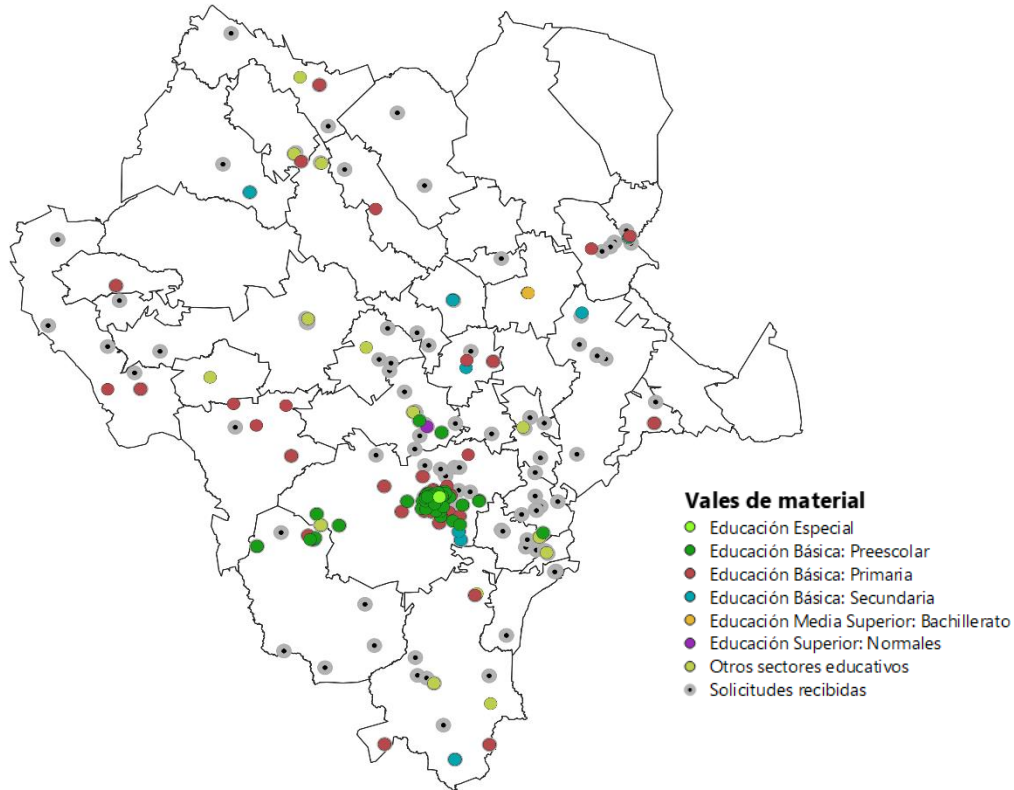 Vales de material
Educación Especial
Educación Básica: Preescolar
Educación Básica: Primaria
Educación Básica: Secundaria
Educación Media Superior: Bachillerato
Educación Superior: Normales
Otros sectores educativos
Solicitudes recibidas